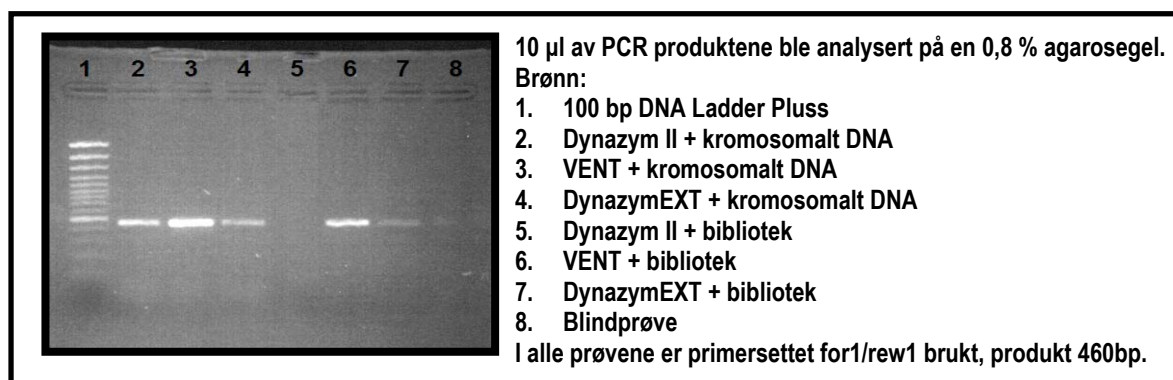 1 2 3 4 5 6 7 8
10 µl av PCR produktene ble analysert på en 0,8 % agarosegel.
Brønn:
1. 100 bp DNA Ladder Pluss
2. Dynazym II + kromosomalt DNA
3. VENT + kromosomalt DNA
4. DynazymEXT + kromosomalt DNA
5. Dynazym II + bibliotek
6. VENT + bibliotek
7. DynazymEXT + bibliotek
8. Blindprøve
I alle prøvene er primersettet for1/rew1 brukt, produkt 460bp.